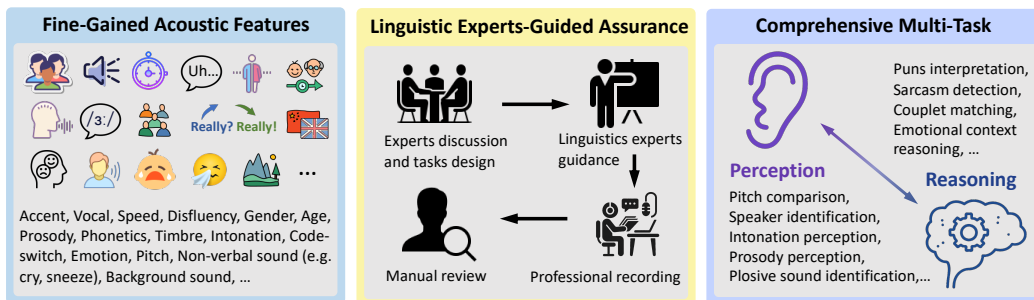 Fine-Gained Acoustic Features
Uh...
/ɜː/
Really? Really!
...
Accent, Vocal, Speed, Disfluency, Gender, Age,
Prosody, Phonetics, Timbre, Intonation, Code-
switch, Emotion, Pitch, Non-verbal sound (e.g.
cry, sneeze), Background sound, ...
Linguistic Experts-Guided Assurance
Experts discussion
and tasks design
Linguistics experts
guidance
Manual review
Professional recording
Comprehensive Multi-Task
Puns interpretation,
Sarcasm detection,
Couplet matching,
Emotional context
reasoning, ...
Perception
Pitch comparison,
Speaker identification,
Intonation perception,
Prosody perception,
Plosive sound identification,...
Reasoning